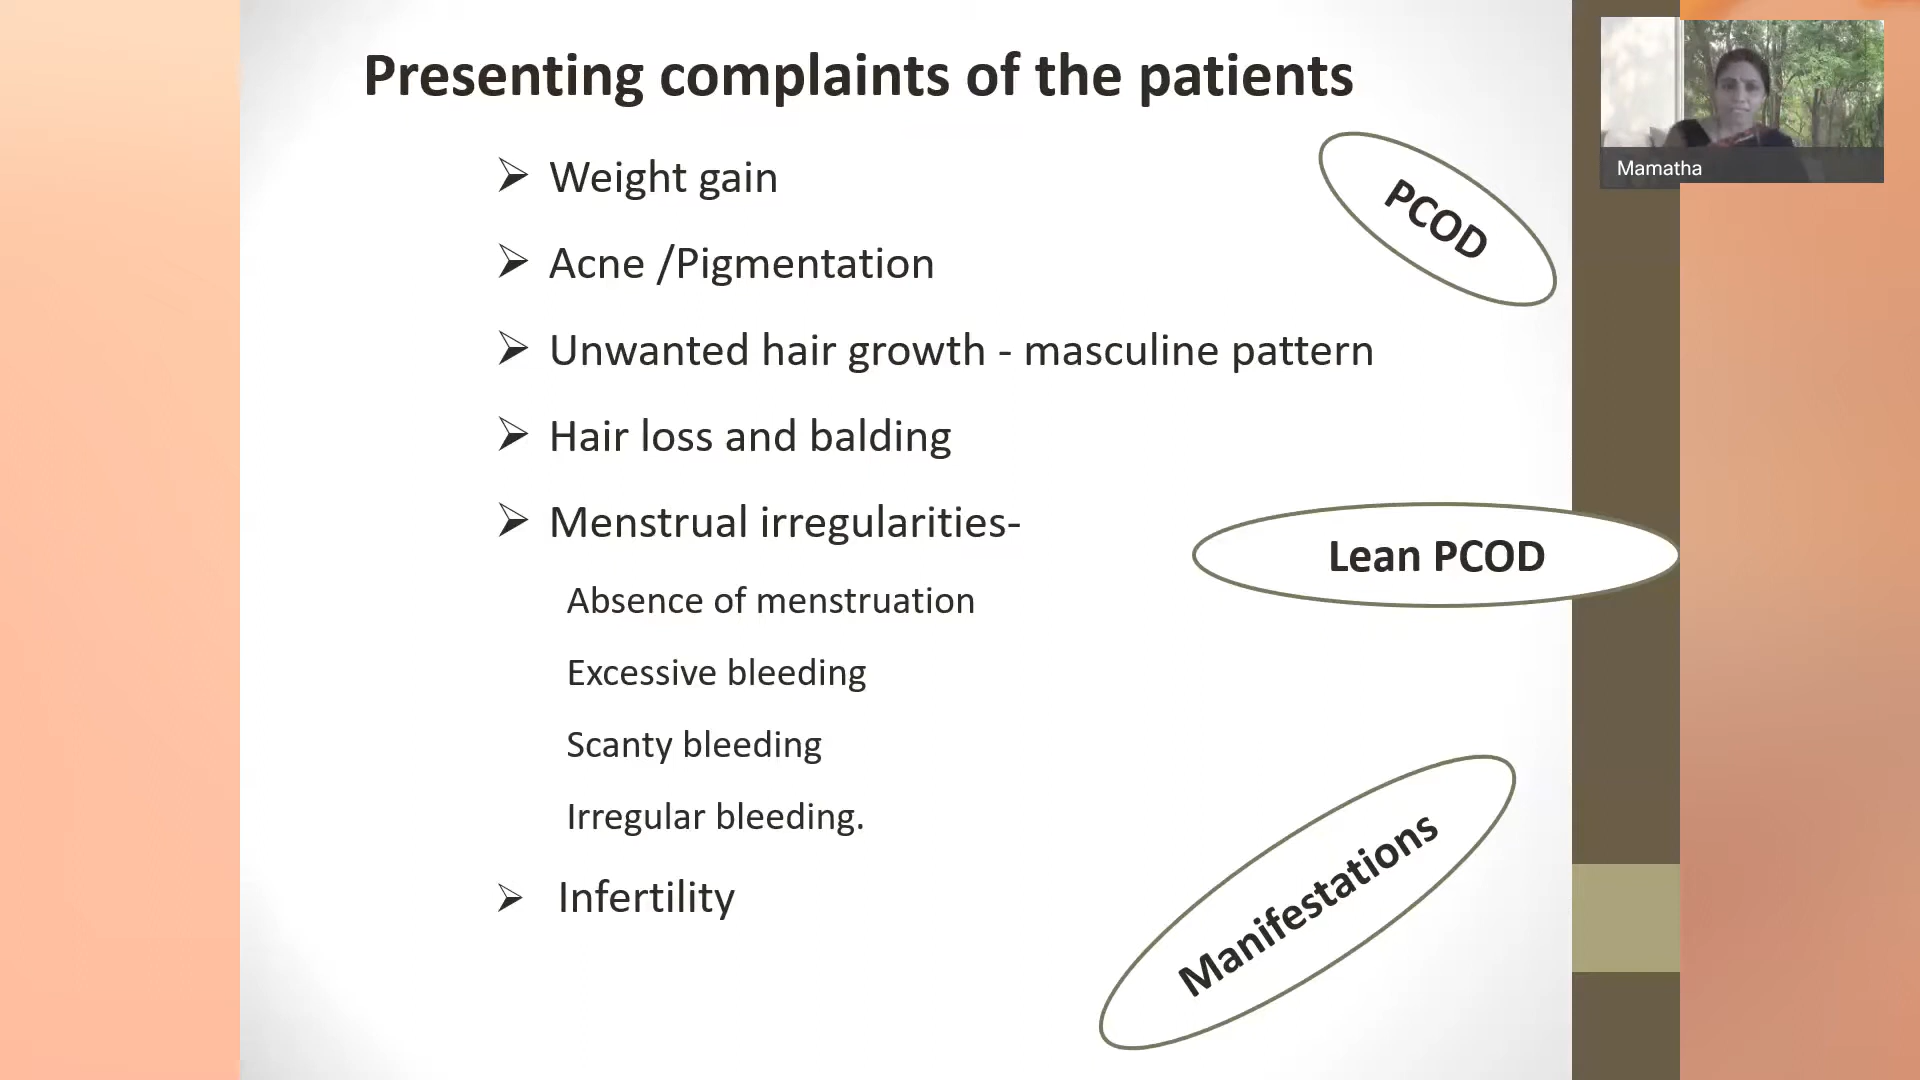 Presenting complaints of the patients
Mamatha
Weight gain
PCOD
Acne /Pigmentation
Unwanted hair growth - masculine pattern
Hair loss and balding
Menstrual irregularities-
Lean PCOD
Absence of menstruation
Excessive bleeding
Scanty bleeding
Irregular bleeding.
Infertility
Manifestations